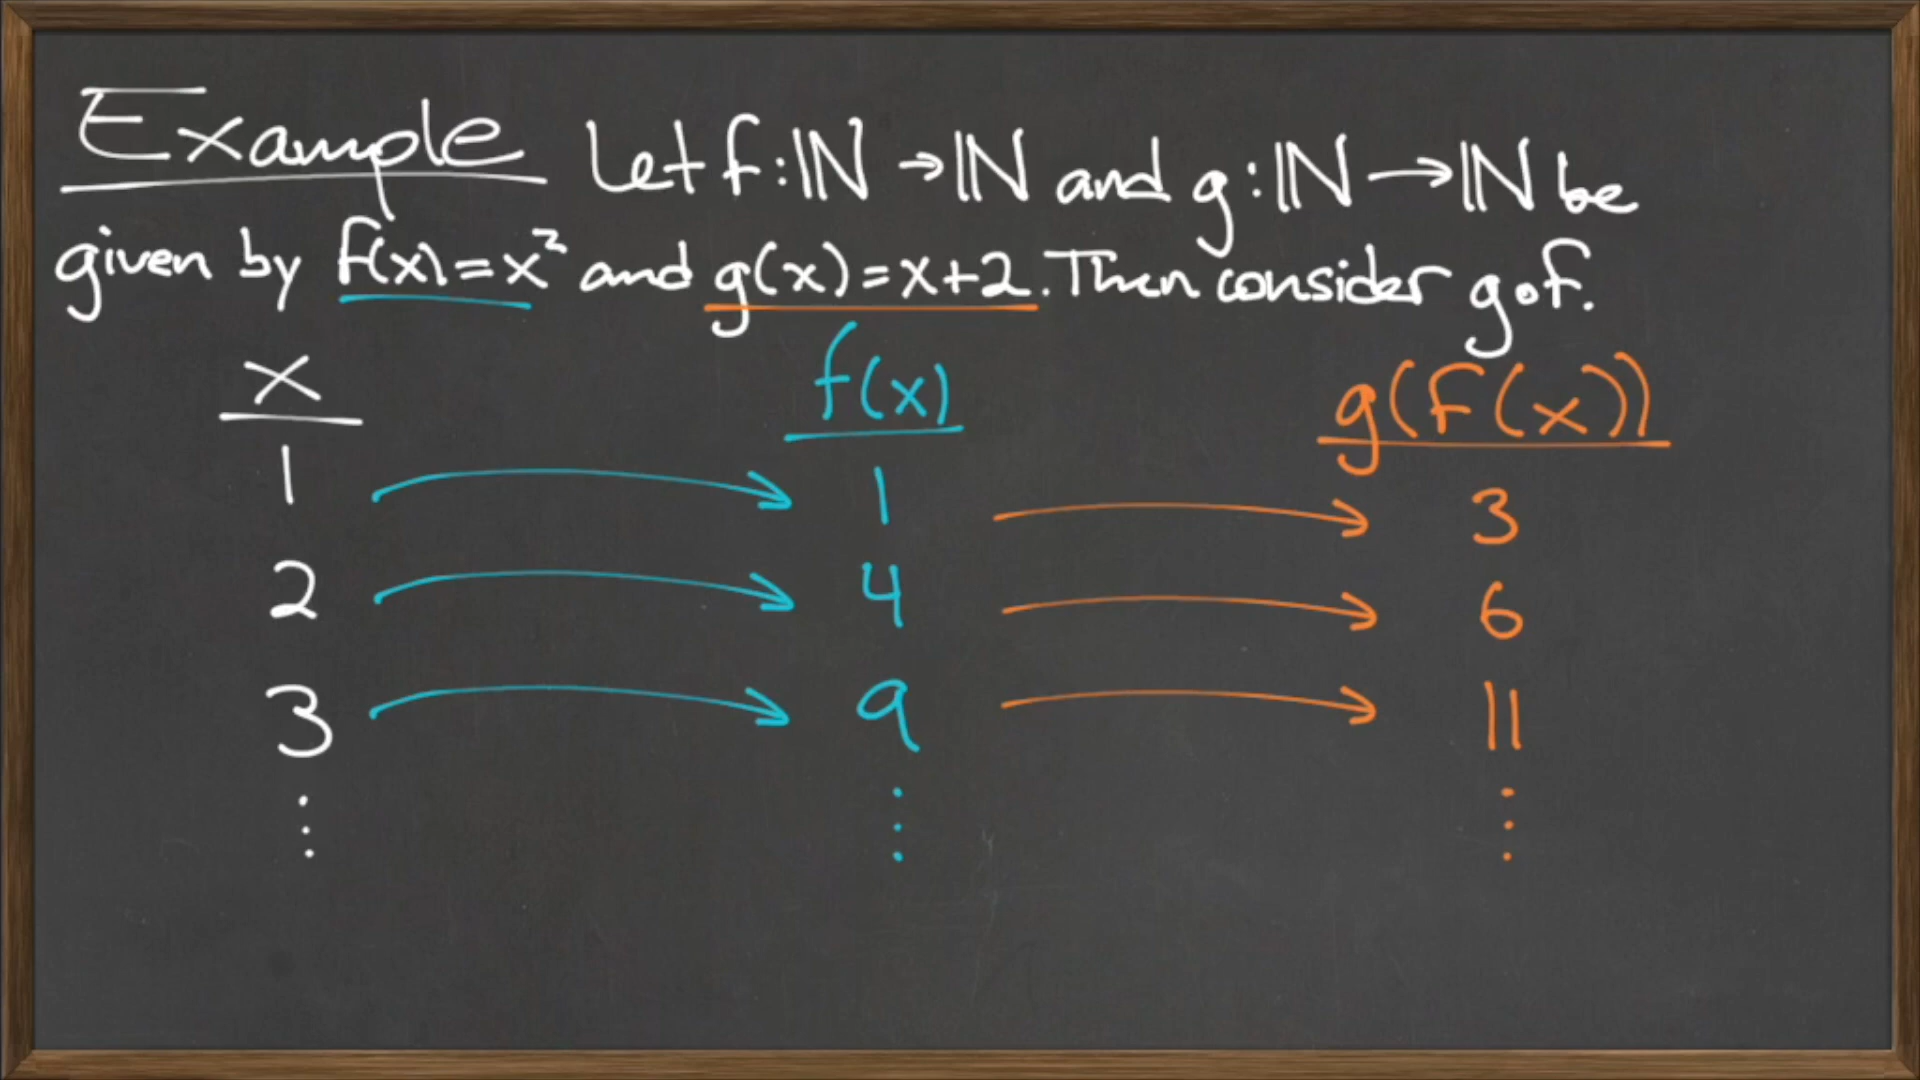 Example Let f:ℕ→ℕ and g:ℕ→ℕ be
given by f(x)=x² and g(x)=x+2. Then consider g∘f.
x f(x) g(f(x))
1 1 3
2 4 6
3 9 11
⋮ ⋮ ⋮